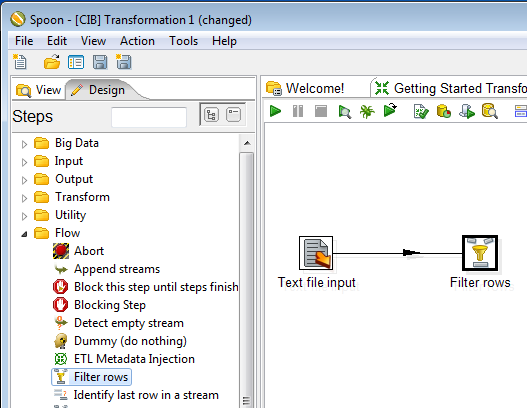 Spoon - [CIB] Transformation 1 (changed)
File Edit View Action Tools Help
View Design
Welcome! Getting Started Transfo
Steps
Big Data
Input
Output
Transform
Utility
Flow
Abort
Append streams
Block this step until steps finish
Blocking Step
Detect empty stream
Dummy (do nothing)
ETL Metadata Injection
Filter rows
Identify last row in a stream
Text file input
Filter rows